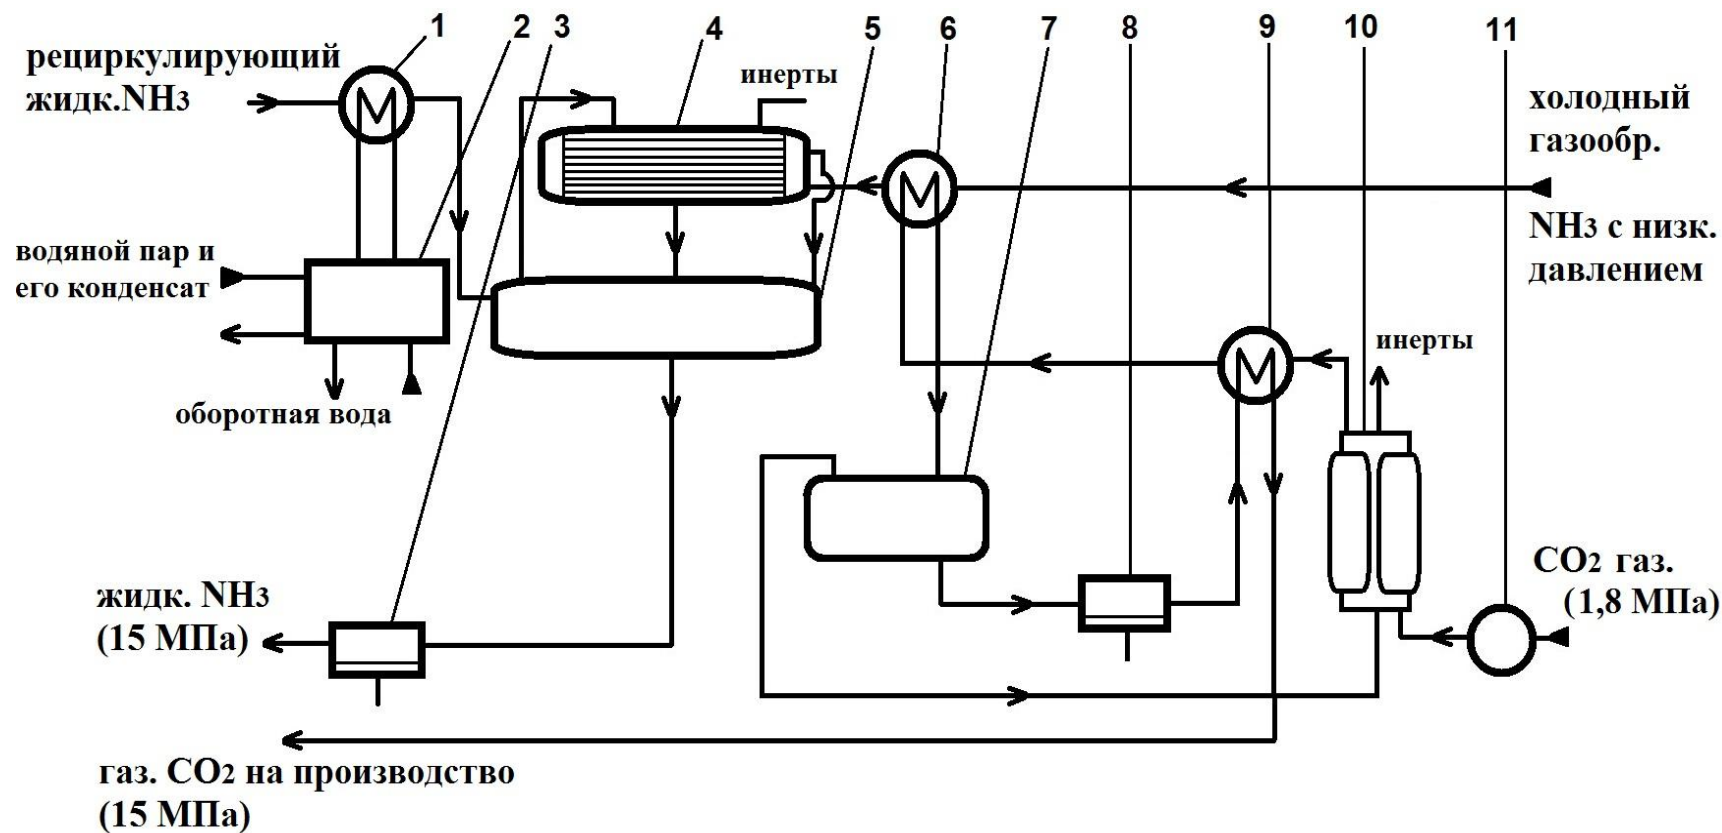 1 2 3 4 5 6 7 8 9 10 11
рециркулирующий
жидк.NH3
инерты
холодный
газообр.
NH3 с низк.
давлением
водяной пар и
его конденсат
оборотная вода
инерты
CO2 газ.
(1,8 МПа)
жидк. NH3
(15 МПа)
газ. CO2 на производство
(15 МПа)